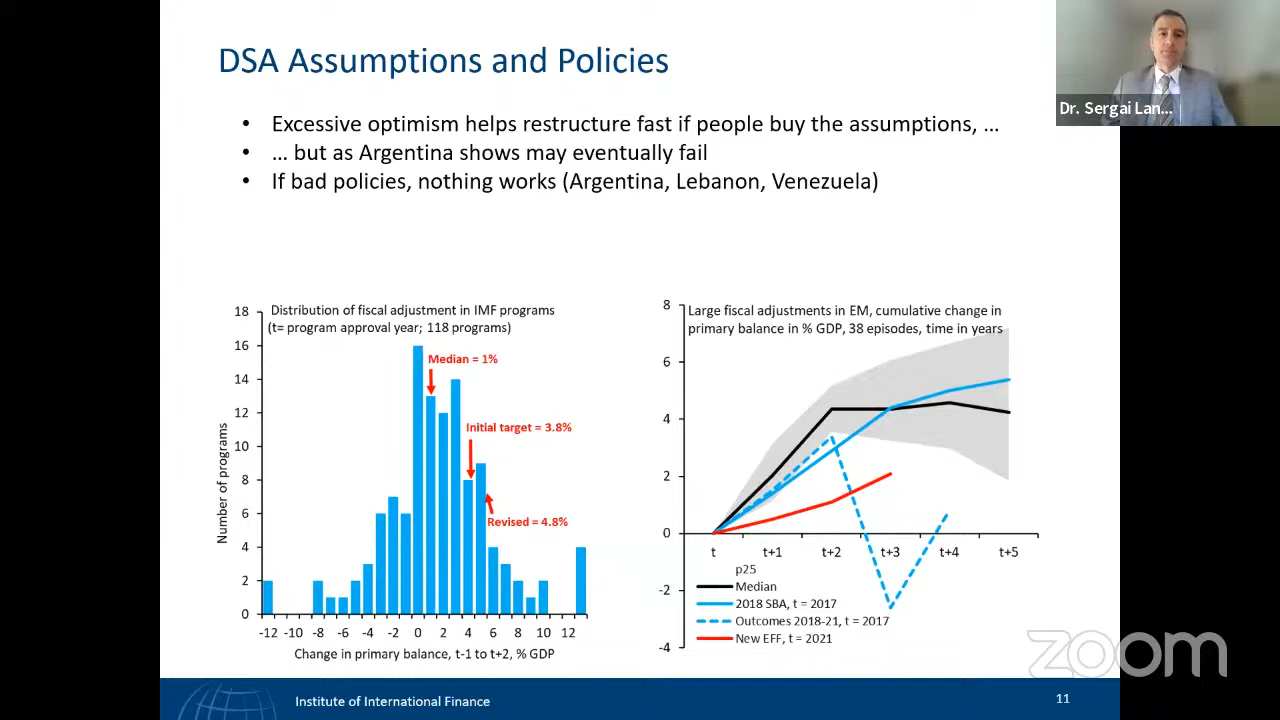 DSA Assumptions and Policies
Dr. Sergai Lan...
• Excessive optimism helps restructure fast if people buy the assumptions, …
• … but as Argentina shows may eventually fail
• If bad policies, nothing works (Argentina, Lebanon, Venezuela)
Distribution of fiscal adjustment in IMF programs
(t= program approval year; 118 programs)
18
16
14
12
10
8
6
4
2
0
Number of programs
Median = 1%
Initial target = 3.8%
Revised = 4.8%
-12 -10 -8 -6 -4 -2 0 2 4 6 8 10 12
Change in primary balance, t-1 to t+2, % GDP
Large fiscal adjustments in EM, cumulative change in
primary balance in % GDP, 38 episodes, time in years
8
6
4
2
0
-2
-4
t t+1 t+2 t+3 t+4 t+5
p25
Median
2018 SBA, t = 2017
Outcomes 2018-21, t = 2017
New EFF, t = 2021
zoom
Institute of International Finance
11